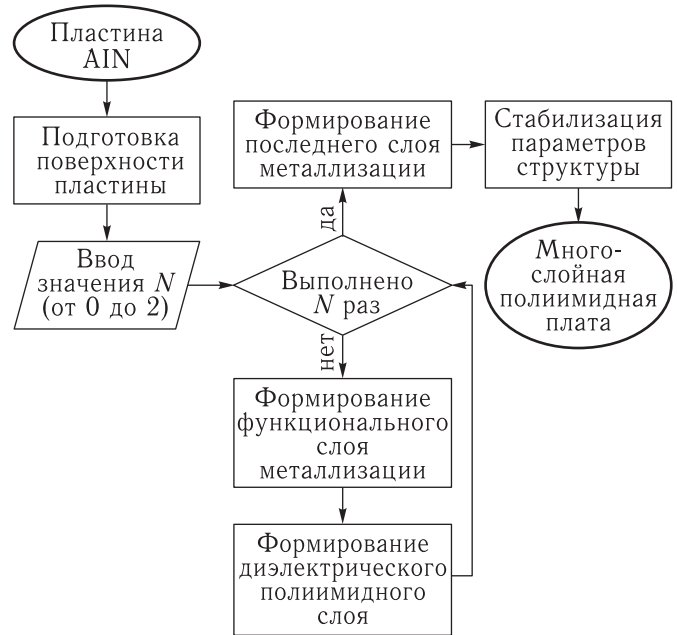 Пластина
AlN
Подготовка
поверхности
пластины
Ввод
значения N
(от 0 до 2)
Выполнено
N раз
да
нет
Формирование
последнего слоя
металлизации
Стабилизация
параметров
структуры
Много-
слойная
полиимидная
плата
Формирование
функционального
слоя
металлизации
Формирование
диэлектрического
полиимидного
слоя